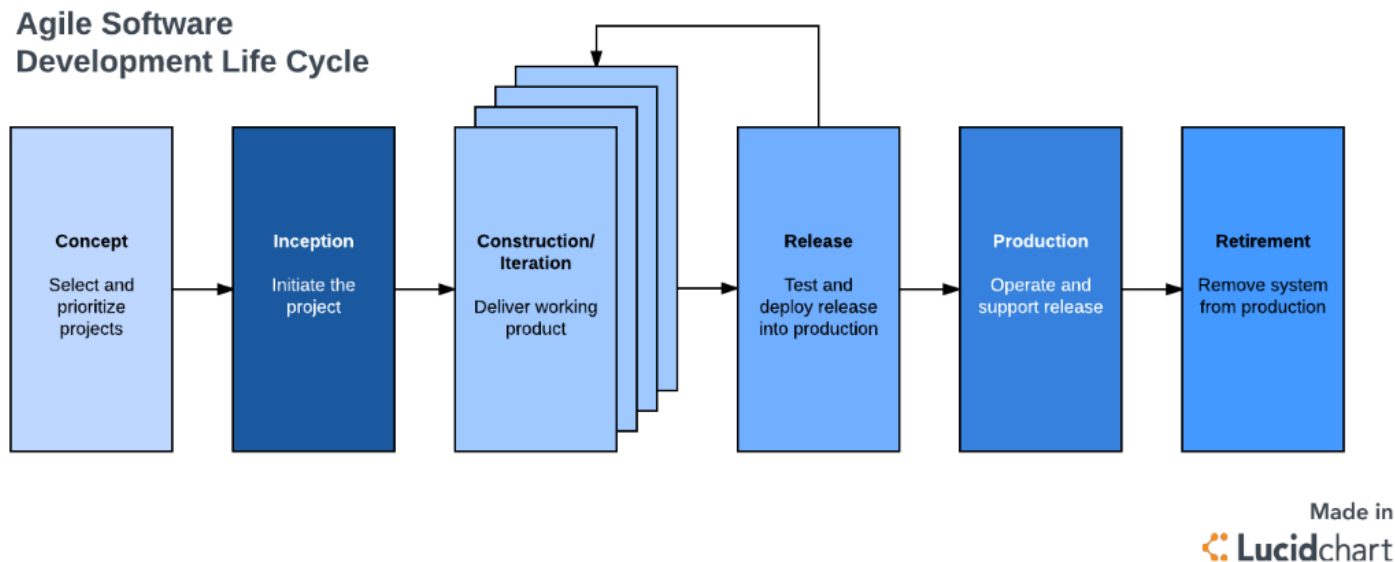 Agile Software
Development Life Cycle
Concept
Select and
prioritize
projects
Inception
Initiate the
project
Construction/
Iteration
Deliver working
product
Release
Test and
deploy release
into production
Production
Operate and
support release
Retirement
Remove system
from production
Made in
Lucidchart